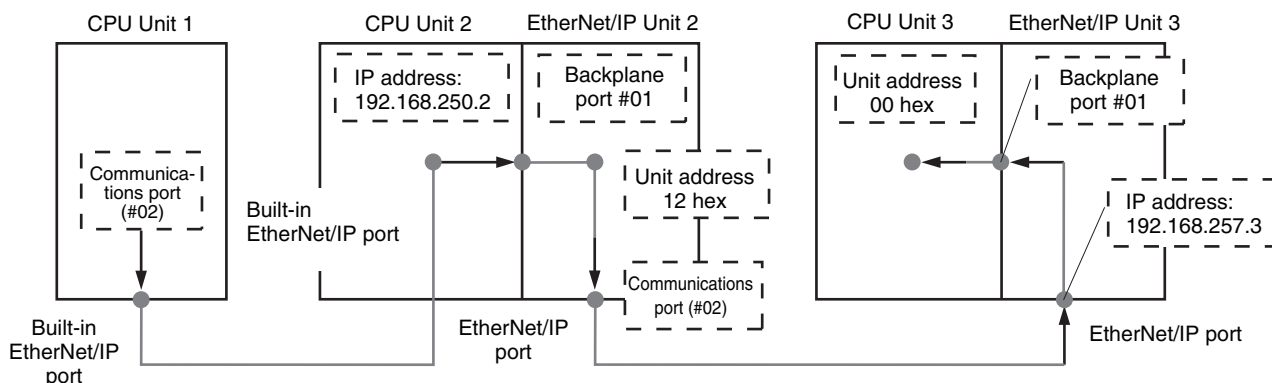 CPU Unit 1
CPU Unit 2
EtherNet/IP Unit 2
CPU Unit 3
EtherNet/IP Unit 3
IP address:
192.168.250.2
Backplane
port #01
Unit address
00 hex
Backplane
port #01
Communica-
tions port
(#02)
Unit address
12 hex
Built-in
EtherNet/IP port
IP address:
192.168.257.3
Communications
port (#02)
Built-in
EtherNet/IP
port
EtherNet/IP
port
EtherNet/IP port